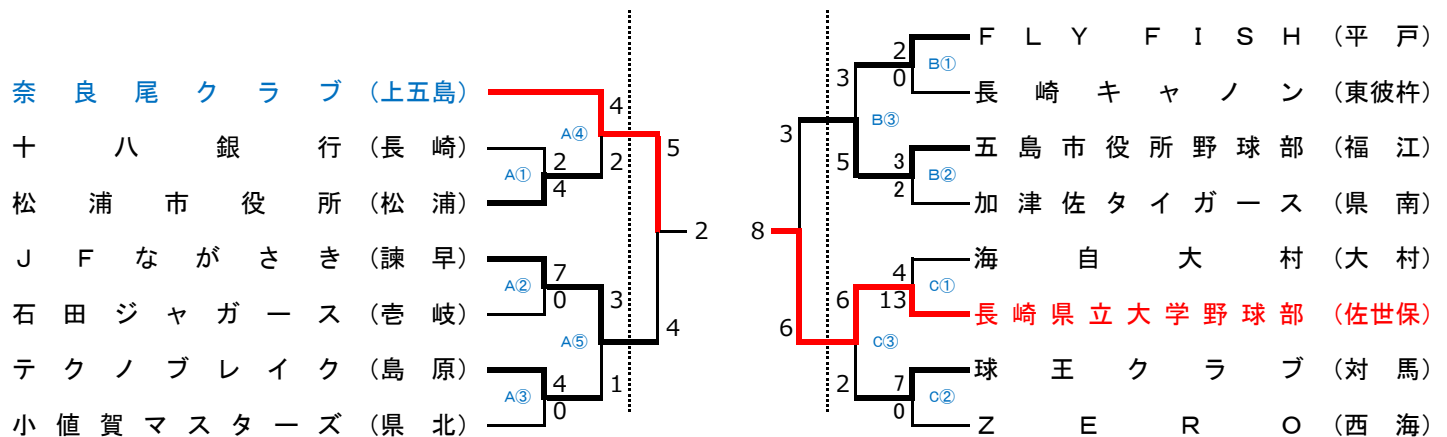 奈良尾クラブ（上五島）
十八銀行（長崎）
松浦市役所（松浦）
JFながさき（諫早）
石田ジャガース（壱岐）
テクノブレイク（島原）
小値賀マスターズ（県北）
4
A④
2
A①
2
4
5
7
A②
0
3
A⑤
1
4
A③
0
4
2
8
FLY FISH（平戸）
長崎キャノン（東彼杵）
五島市役所野球部（福江）
加津佐タイガース（県南）
海自大村（大村）
長崎県立大学野球部（佐世保）
球王クラブ（対馬）
ZERO（西海）
2
B①
0
3
B③
5
3
B②
2
3
4
C①
13
6
C③
2
7
C②
0
6